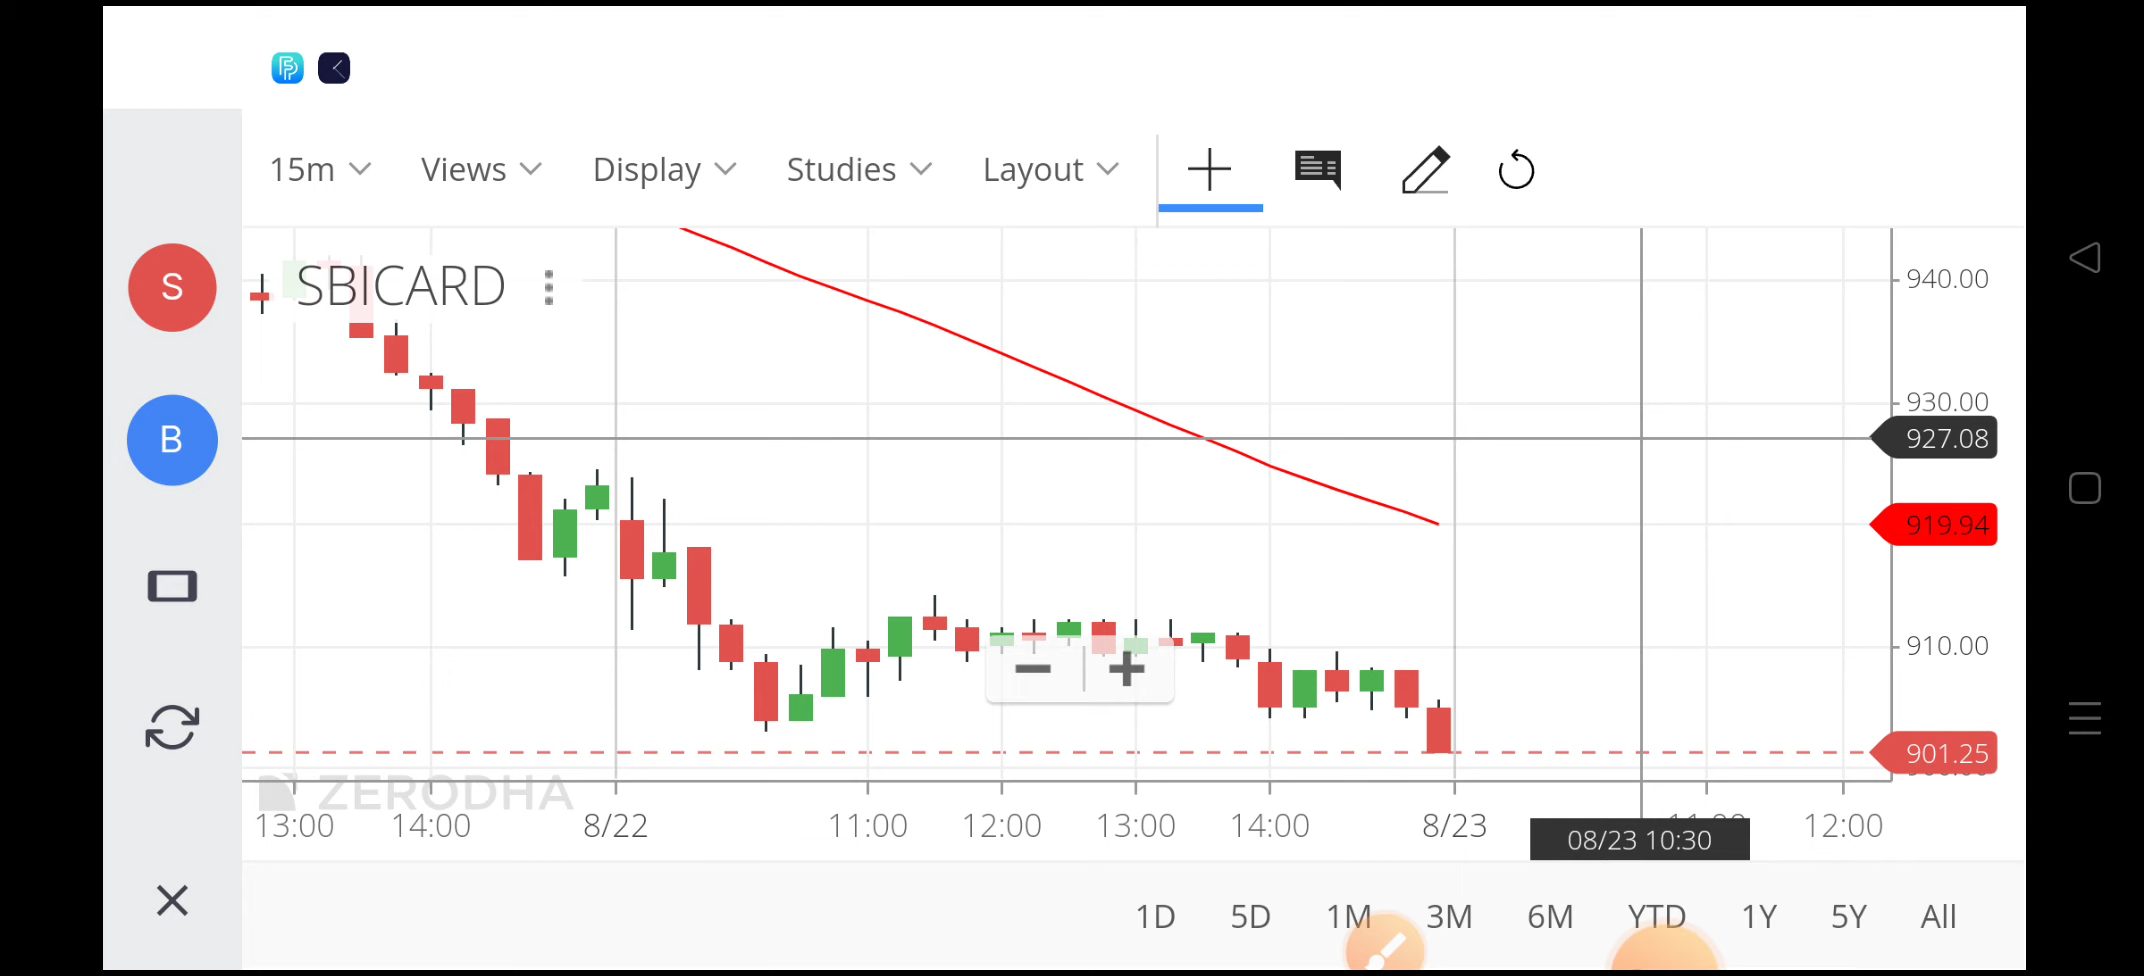 15m Views Display Studies Layout
SBICARD
S
B
940.00
930.00
927.08
919.94
910.00
901.25
ZERODHA
13:00 14:00 8/22 11:00 12:00 13:00 14:00 8/23 12:00
08/23 10:30
1D 5D 1M 3M 6M YTD 1Y 5Y All